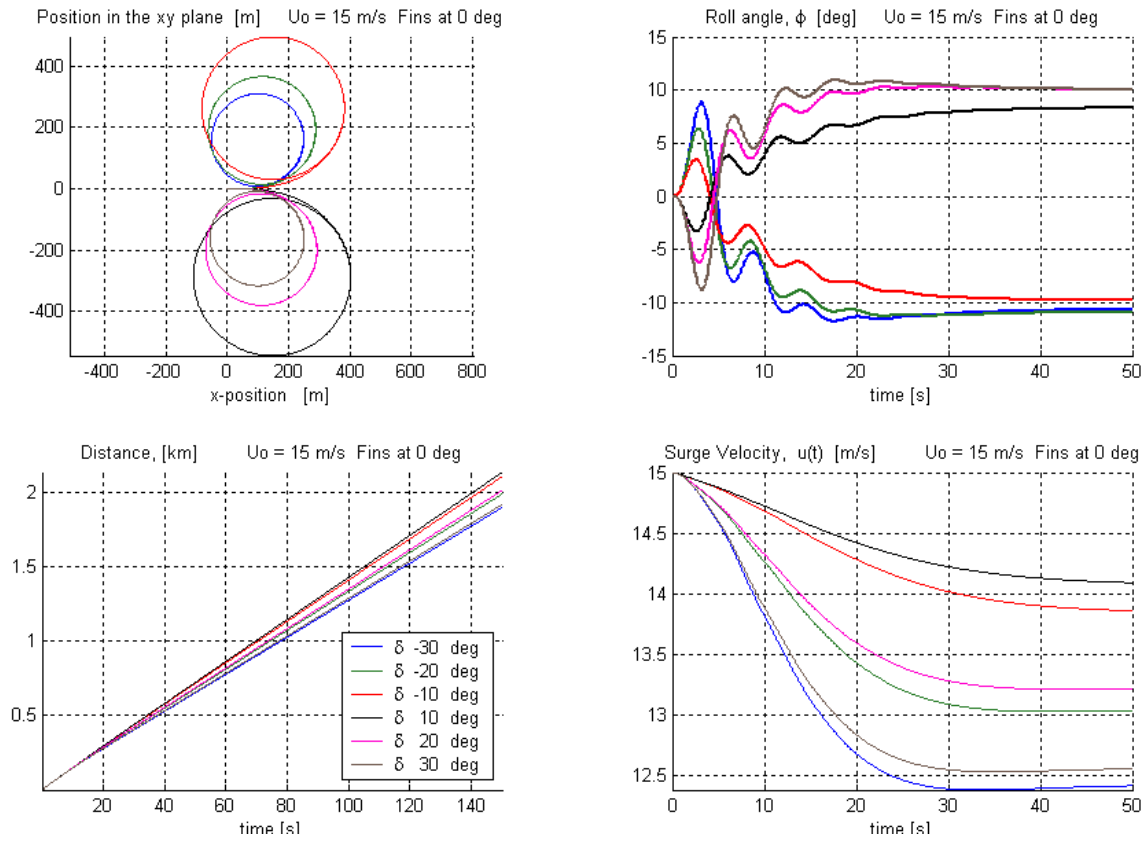 Position in the xy plane [m] Uo = 15 m/s Fins at 0 deg
400
200
0
-200
-400
-400 -200 0 200 400 600 800
x-position [m]
Roll angle, ϕ [deg] Uo = 15 m/s Fins at 0 deg
15
10
5
0
-5
-10
-15
0 10 20 30 40 50
time [s]
Distance, [km] Uo = 15 m/s Fins at 0 deg
2
1.5
1
0.5
20 40 60 80 100 120 140
time [s]
δ -30 deg
δ -20 deg
δ -10 deg
δ 10 deg
δ 20 deg
δ 30 deg
Surge Velocity, u(t) [m/s] Uo = 15 m/s Fins at 0 deg
15
14.5
14
13.5
13
12.5
0 10 20 30 40 50
time [s]